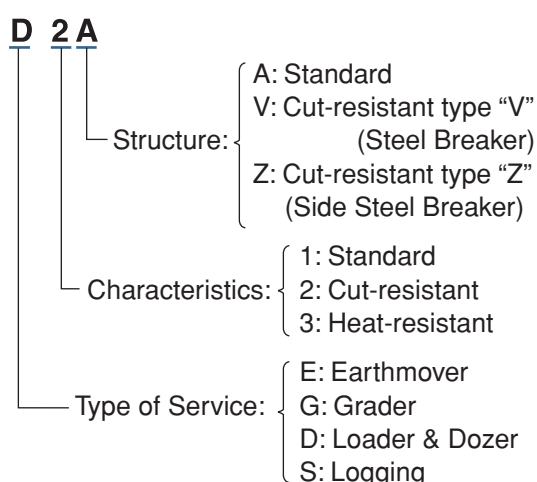 D 2 A
A: Standard
V: Cut-resistant type “V”
Structure:
(Steel Breaker)
Z: Cut-resistant type “Z”
(Side Steel Breaker)
1: Standard
Characteristics: 2: Cut-resistant
3: Heat-resistant
E: Earthmover
Type of Service: G: Grader
D: Loader & Dozer
S: Logging